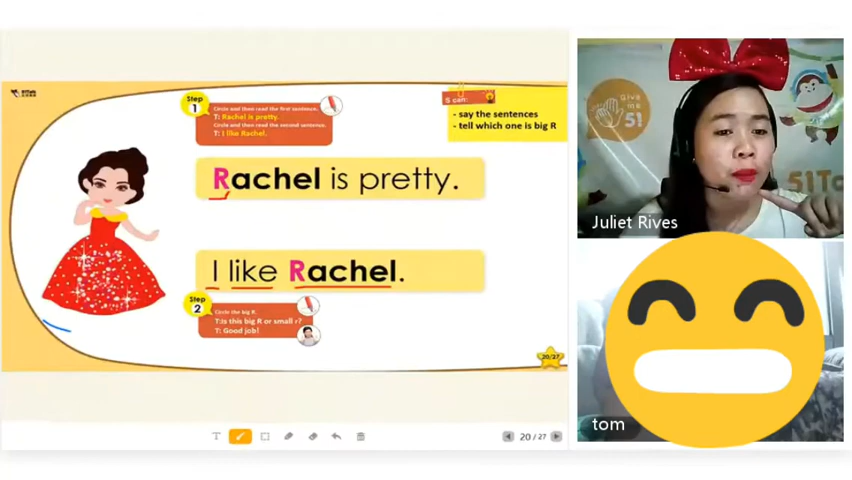 Step
1
Circle and then read the first sentence.
T: Rachel is pretty.
Circle and then read the second sentence.
T: I like Rachel.
S can:
- say the sentences
- tell which one is big R
Rachel is pretty.
I like Rachel.
Step
2
Circle the big R.
T:Is this big R or small r?
T: Good job!
20/27
T
20 / 27
GIVE
me
51
51Ta
Juliet Rives
tom